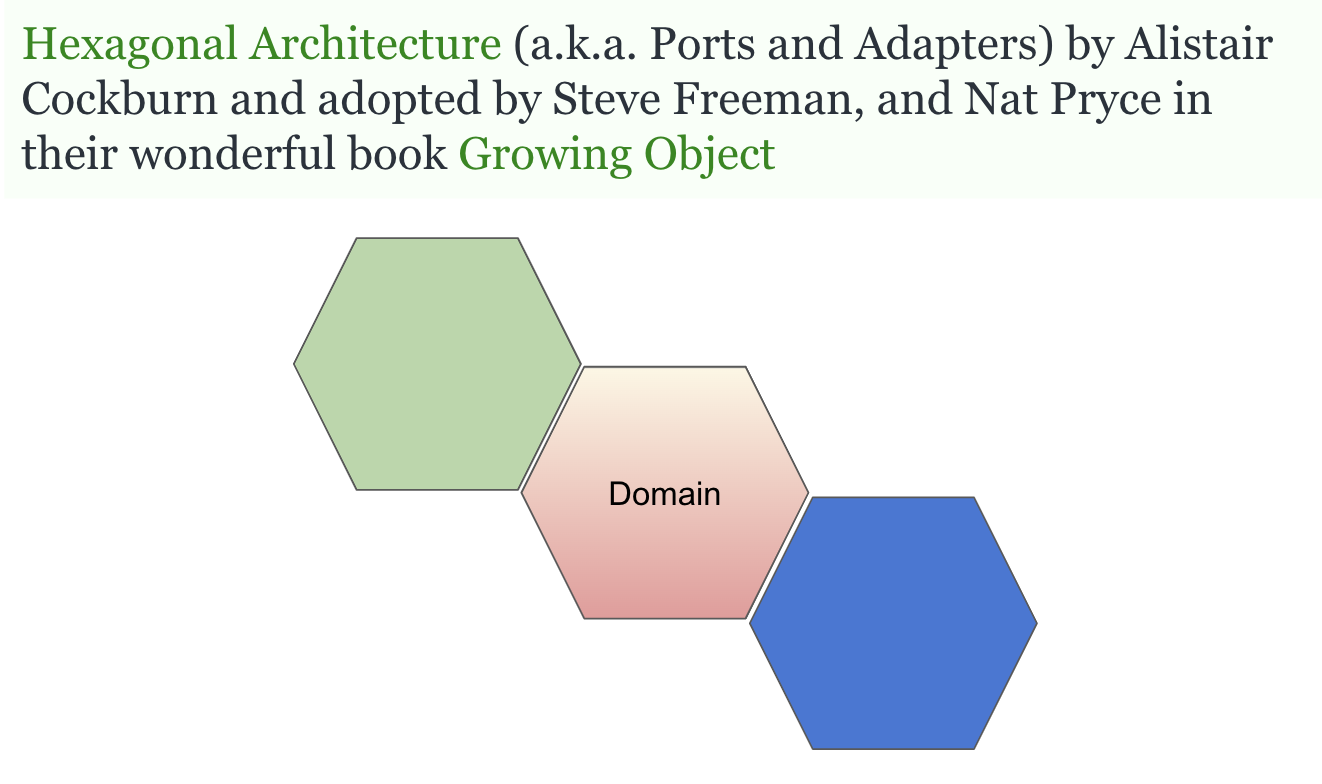 Hexagonal Architecture (a.k.a. Ports and Adapters) by Alistair
Cockburn and adopted by Steve Freeman, and Nat Pryce in
their wonderful book Growing Object
Domain